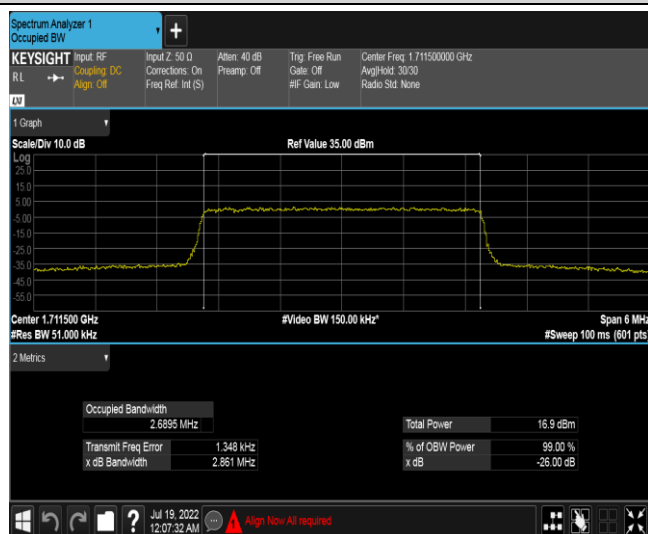 Spectrum Analyzer 1
Occupied BW
+
KEYSIGHT Input: RF Input Z: 50 Ω Atten: 40 dB Trig: Free Run Center Freq: 1.711500000 GHz
RL Coupling: DC Corrections: On Preamp: Off Gate: Off Avg|Hold: 30/30
Align: Off Freq Ref: Int (S) #IF Gain: Low Radio Std: None
LXI
1 Graph
Scale/Div 10.0 dB Ref Value 35.00 dBm
Log
25.0
15.0
5.00
-5.00
-15.0
-25.0
-35.0
-45.0
-55.0
Center 1.711500 GHz #Video BW 150.00 kHz* Span 6 MHz
#Res BW 51.000 kHz #Sweep 100 ms (601 pts)
2 Metrics
Occupied Bandwidth
2.6895 MHz Total Power 16.9 dBm
Transmit Freq Error 1.348 kHz % of OBW Power 99.00 %
x dB Bandwidth 2.861 MHz x dB -26.00 dB
? Jul 19, 2022
12:07:32 AM
1 Align Now All required